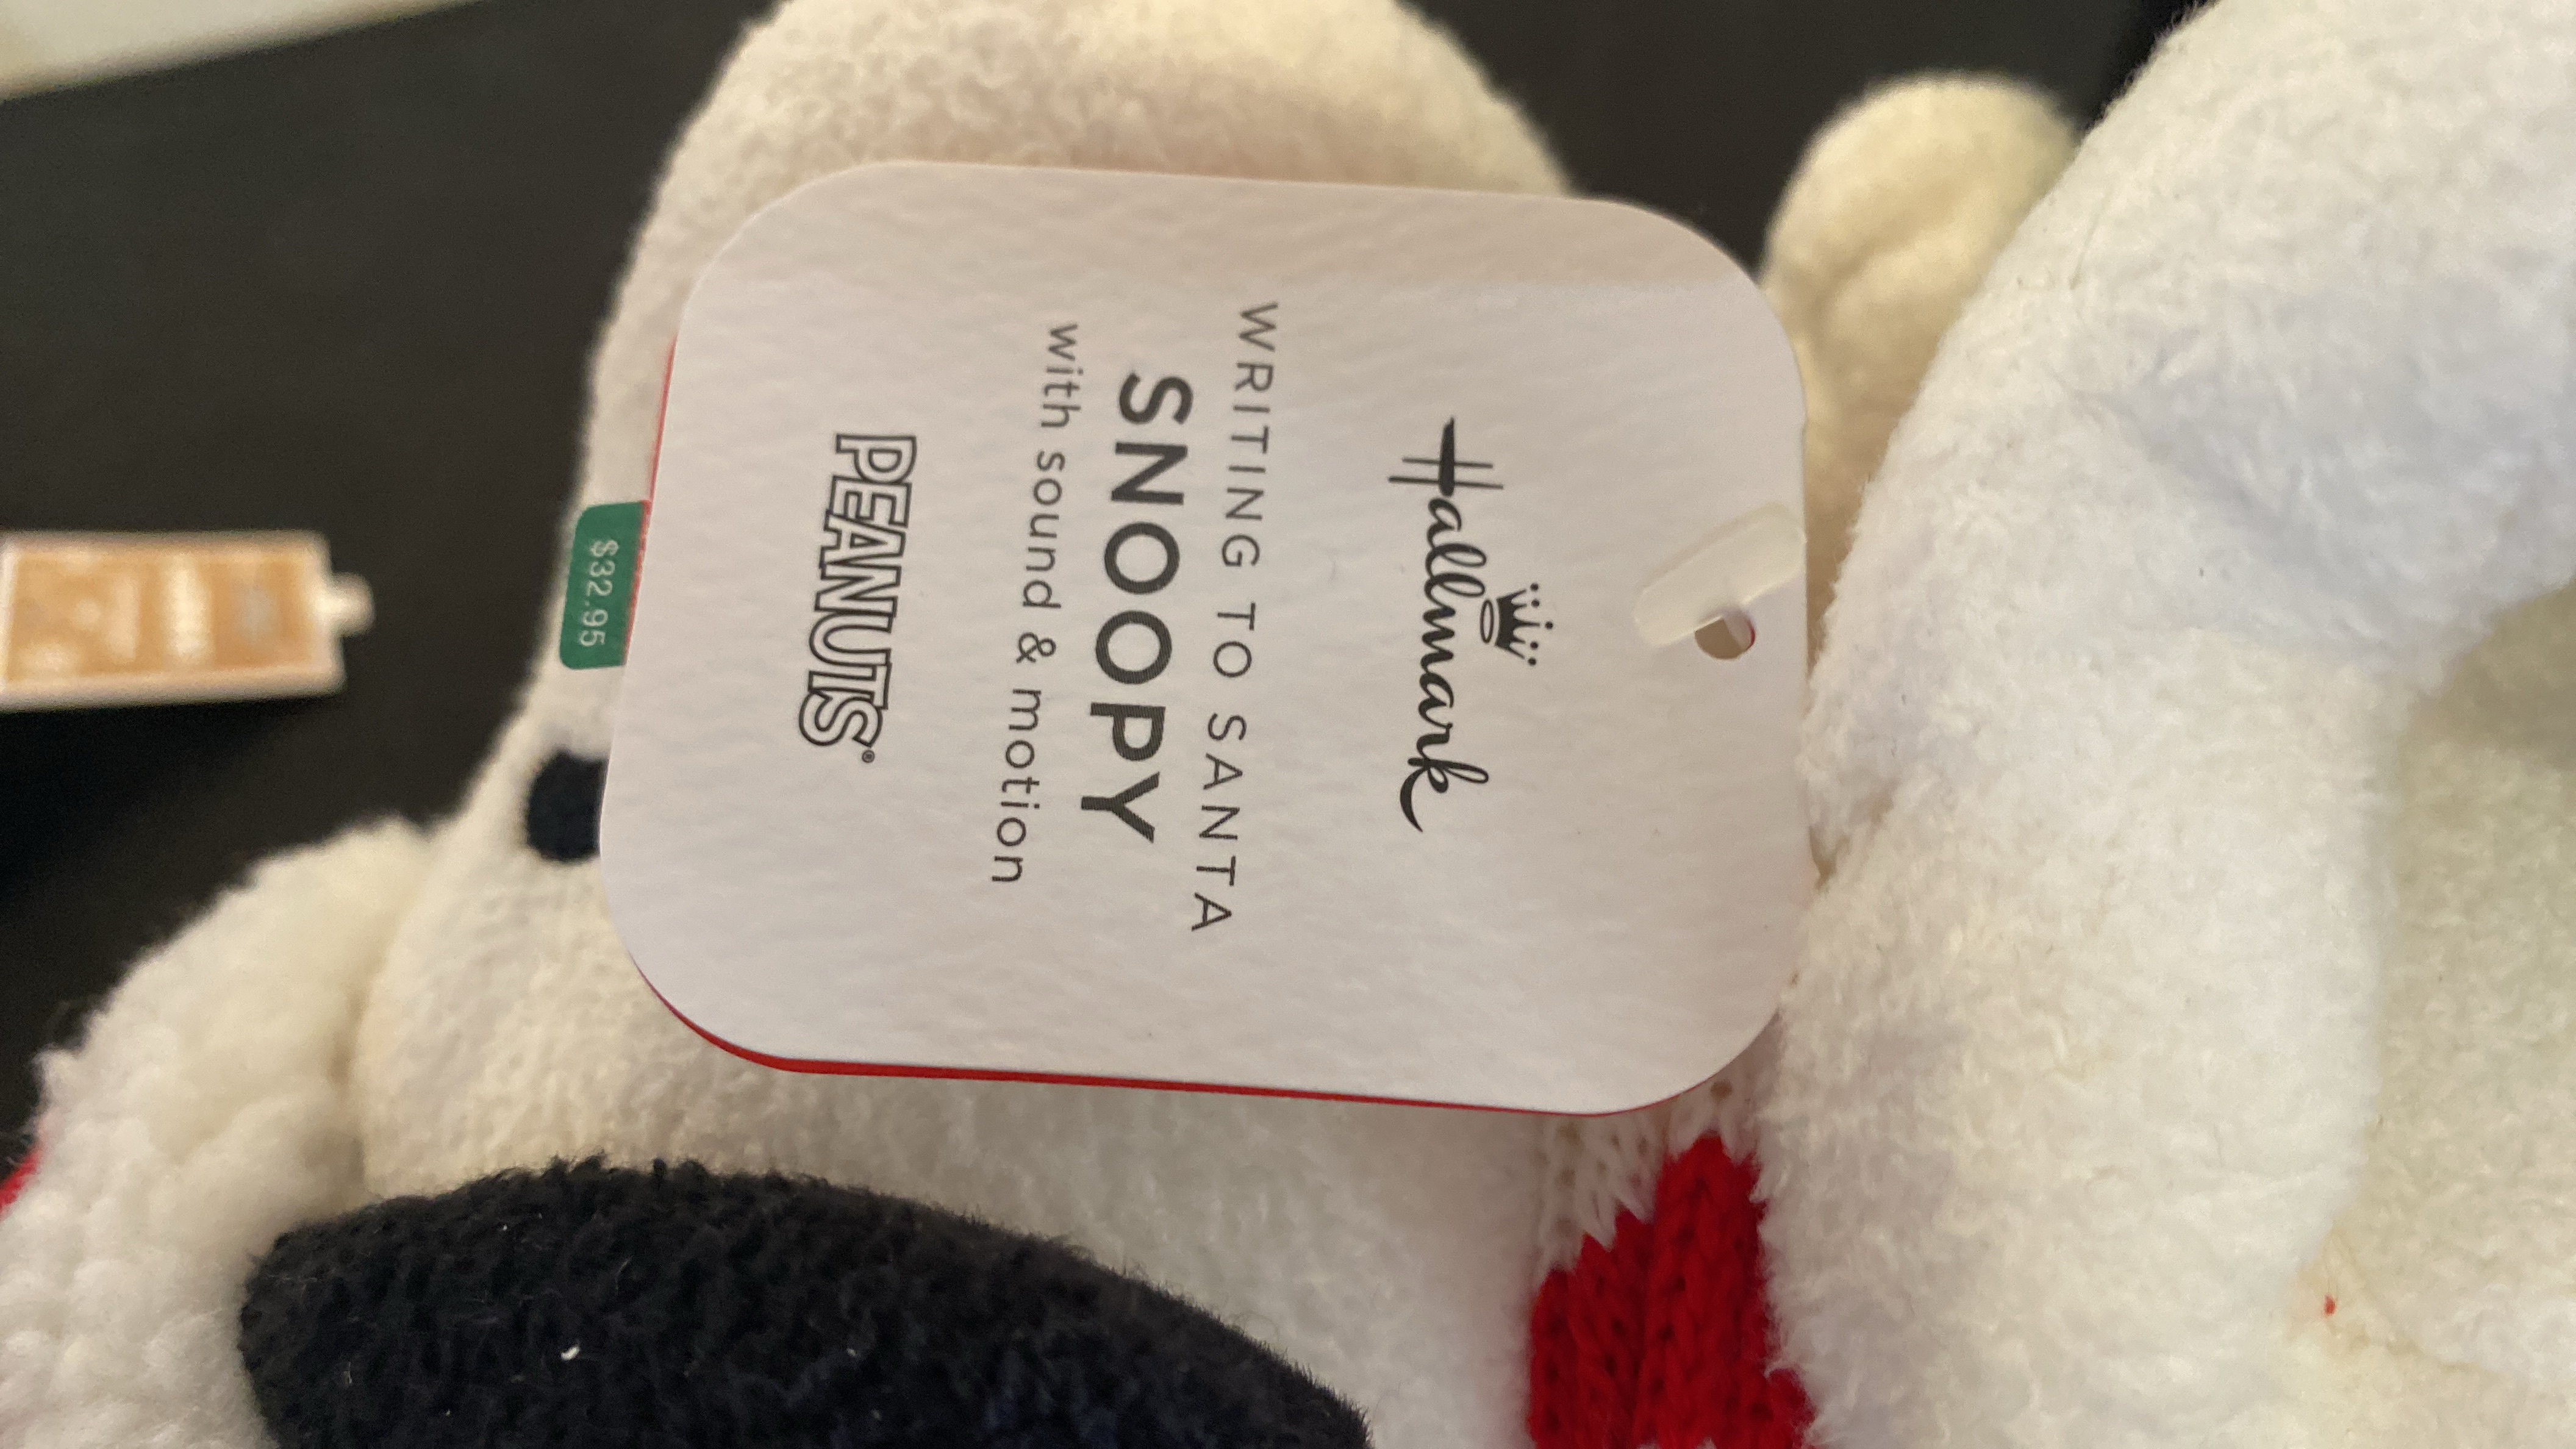 Hallmark
WRITING TO SANTA
SNOOPY
with sound & motion
PEANUTS®
$32.95